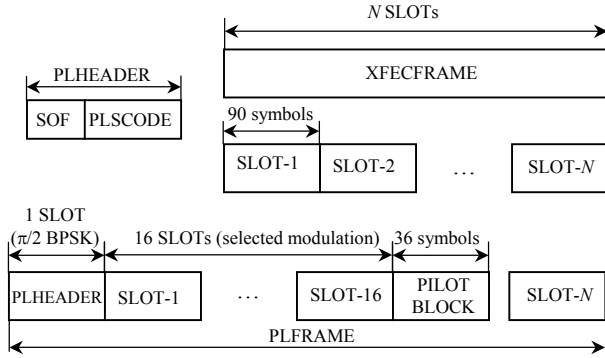 N SLOTs
PLHEADER
XFECFRAME
SOF
PLSCODE
90 symbols
SLOT-1
SLOT-2
...
SLOT-N
1 SLOT
(π/2 BPSK)
16 SLOTs (selected modulation)
36 symbols
PLHEADER
SLOT-1
...
SLOT-16
PILOT
BLOCK
SLOT-N
PLFRAME